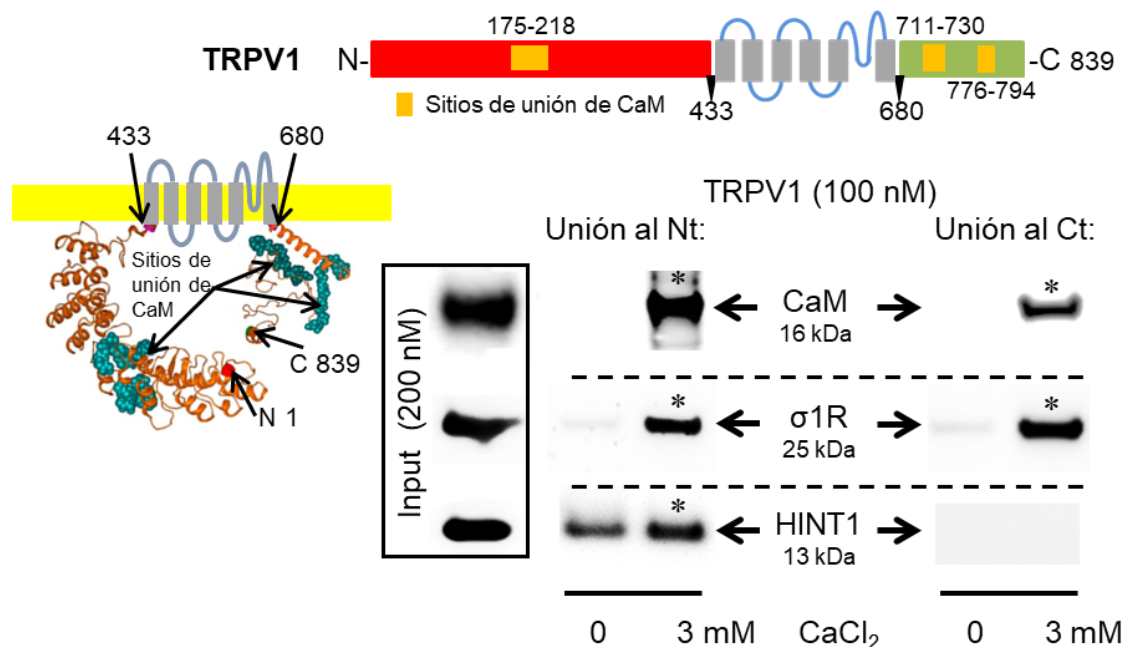 175-218
711-730
TRPV1
N-
-C 839
Sitios de unión de CaM
433
680
776-794
433
680
Sitios de
unión de
CaM
C 839
N 1
TRPV1 (100 nM)
Unión al Nt:
Unión al Ct:
Input (200 nM)
*
CaM
*
16 kDa
*
σ1R
*
25 kDa
*
HINT1
13 kDa
0
3 mM
CaCl₂
0
3 mM